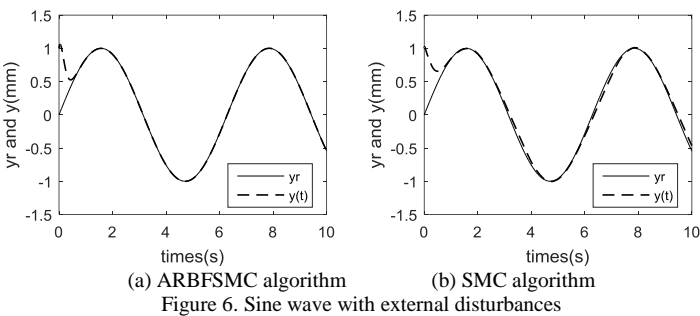 1.5
1
0.5
0
-0.5
-1
-1.5
yr and y(mm)
0 2 4 6 8 10
times(s)
yr
y(t)
(a) ARBFSMC algorithm
1.5
1
0.5
0
-0.5
-1
-1.5
yr and y(mm)
0 2 4 6 8 10
times(s)
yr
y(t)
(b) SMC algorithm
Figure 6. Sine wave with external disturbances